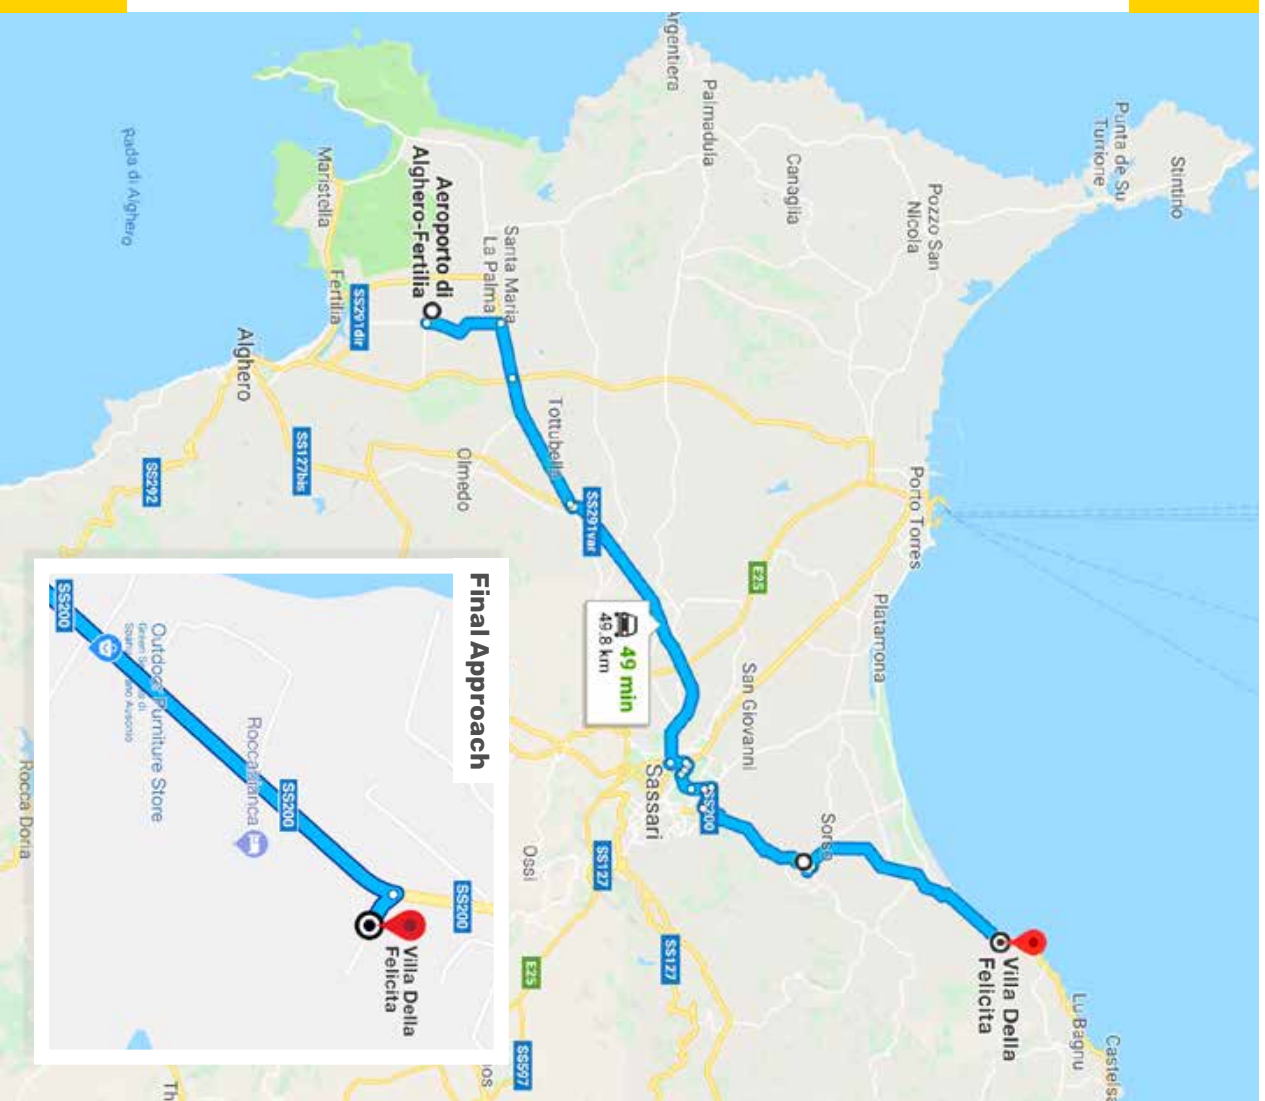 Stintino
Punta de Su
Turrione
Pozzo San
Nicola
Porto Torres
Platamona
Canaglia
Palmadula
Argentiera
E25
San Giovanni
Sorso
Castelsa
Lu Bagnu
Villa Della
Felicita
Santa Maria
La Palma
Aeroporto di
Alghero-Fertilia
Tottubella
SS291var
49 min
49.8 km
Sassari
SS200
SS127
SS127
Ossi
E25
SS597
Olmedo
SS291dir
Fertilia
Maristella
SS127bis
Alghero
SS292
Rada di Alghero
Rocca Doria
Final Approach
SS200
Villa Della
Felicita
SS200
Roccabianca
Outdoor Furniture Store
SS200